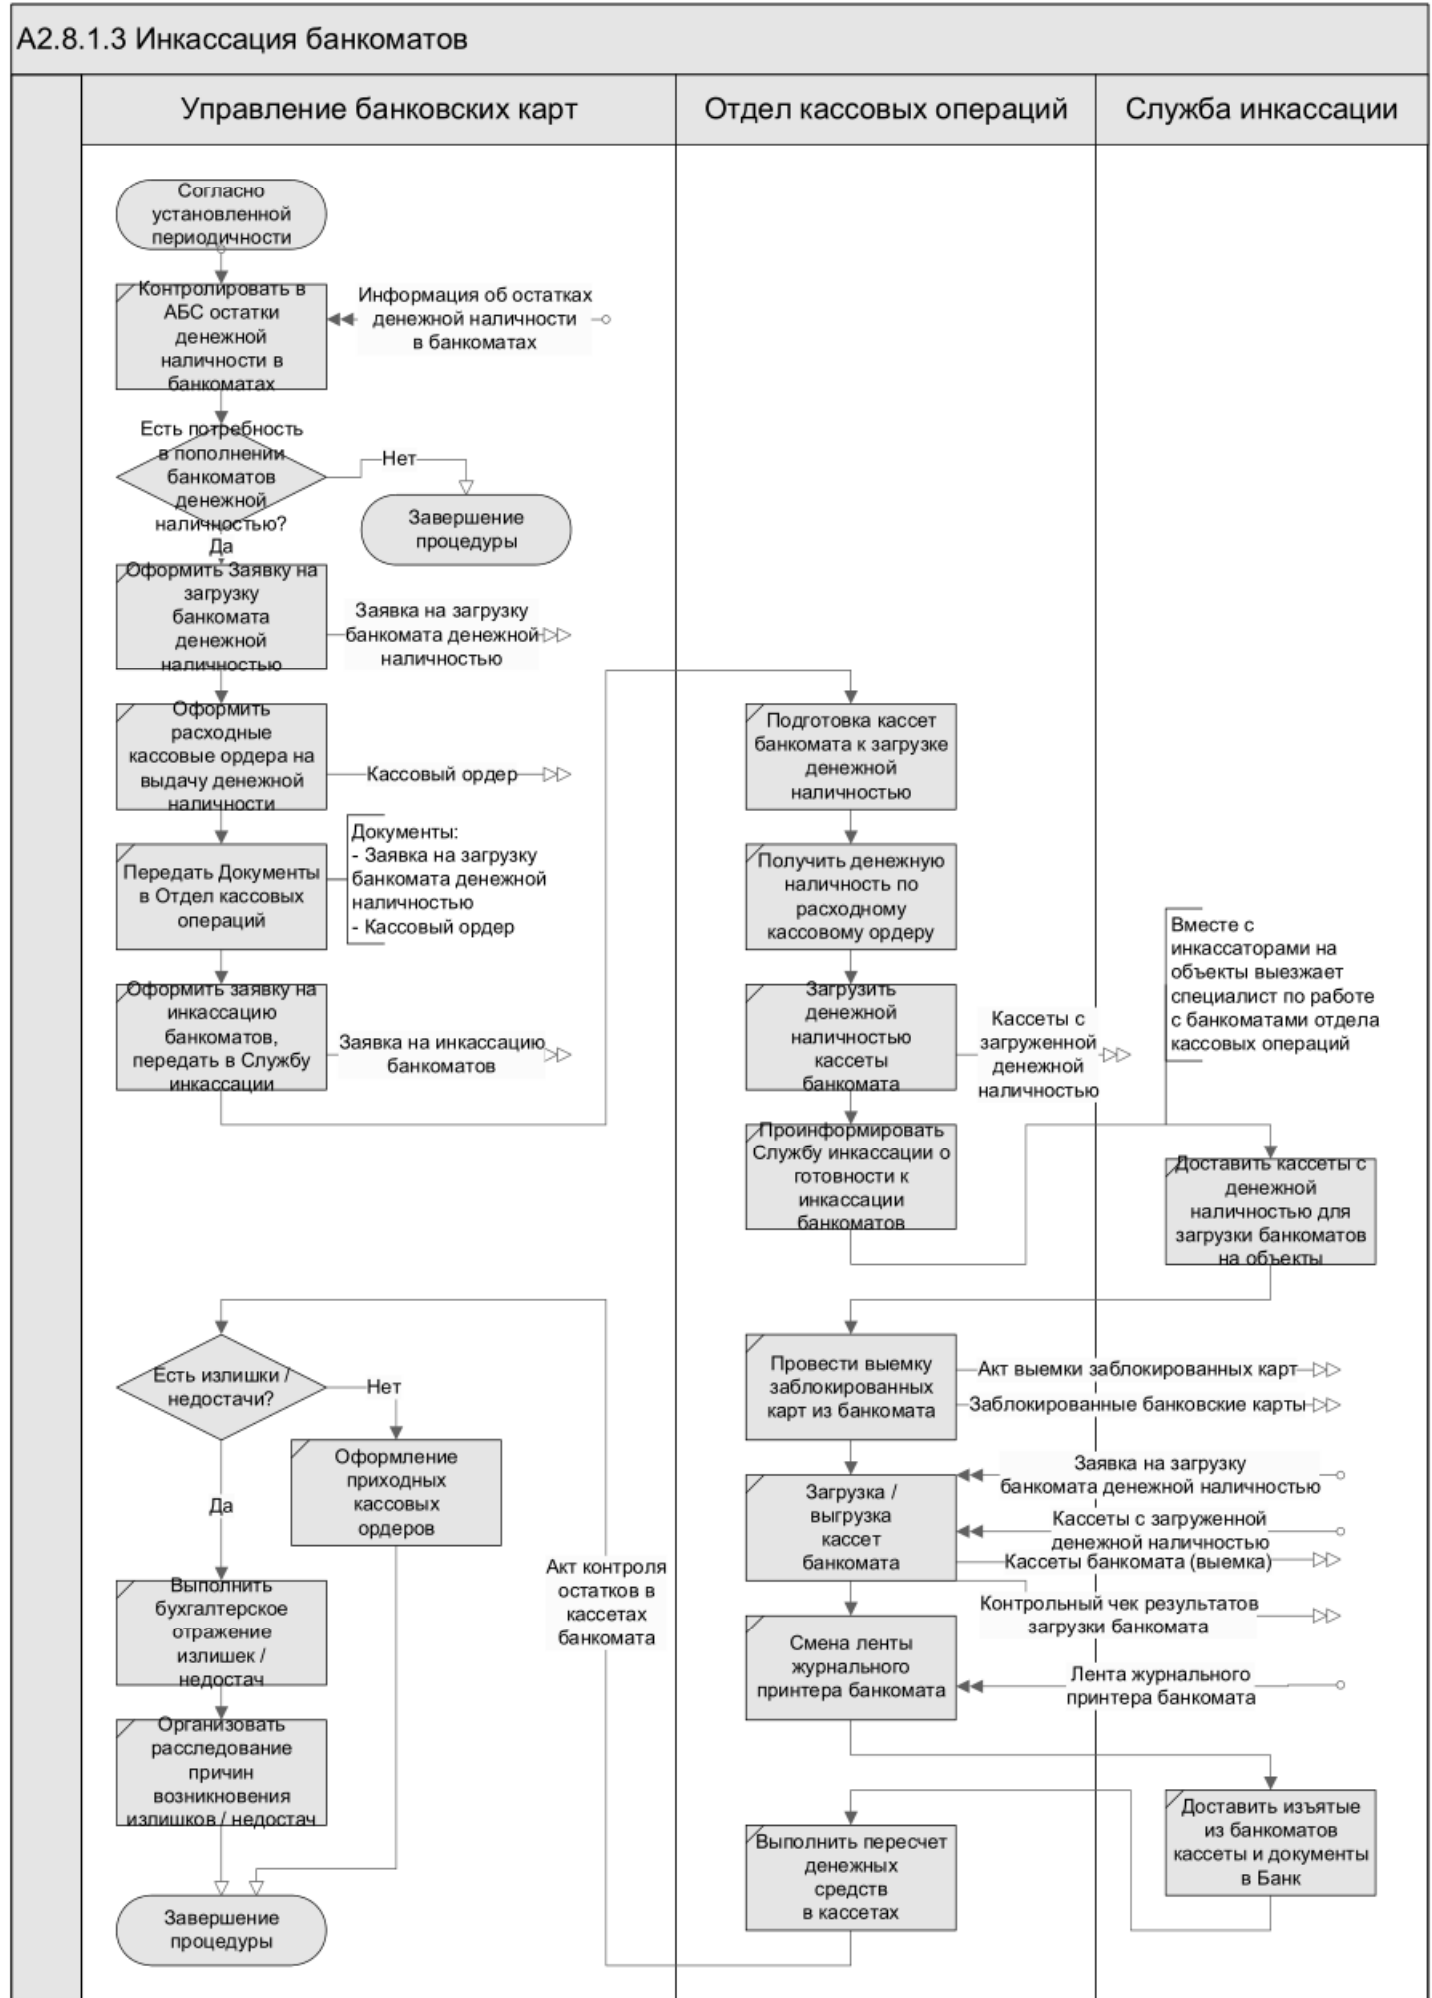 А2.8.1.3 Инкассация банкоматов
Управление банковских карт
Отдел кассовых операций
Служба инкассации
Согласно
установленной
периодичности
Контролировать в
АБС остатки
денежной
наличности в
банкоматах
Информация об остатках
денежной наличности
в банкоматах
Есть потребность
в пополнении
банкоматов
денежной
наличностью?
Нет
Завершение
процедуры
Да
Оформить Заявку на
загрузку
банкомата
денежной
наличностью
Заявка на загрузку
банкомата денежной
наличностью
Оформить
расходные
кассовые ордера на
выдачу денежной
наличности
Кассовый ордер
Передать Документы
в Отдел кассовых
операций
Документы:
- Заявка на загрузку
банкомата денежной
наличностью
- Кассовый ордер
Оформить заявку на
инкассацию
банкоматов,
передать в Службу
инкассации
Заявка на инкассацию
банкоматов
Подготовка кассет
банкомата к загрузке
денежной
наличностью
Получить денежную
наличность по
расходному
кассовому ордеру
Загрузить
денежной
наличностью
кассеты
банкомата
Кассеты с
загруженной
денежной
наличностью
Проинформировать
Службу инкассации о
готовности к
инкассации
банкоматов
Вместе с
инкассаторами на
объекты выезжает
специалист по работе
с банкоматами отдела
кассовых операций
Доставить кассеты с
денежной
наличностью для
загрузки банкоматов
на объекты
Провести выемку
заблокированных
карт из банкомата
Акт выемки заблокированных карт
Заблокированные банковские карты
Загрузка /
выгрузка
кассет
банкомата
Заявка на загрузку
банкомата денежной наличностью
Кассеты с загруженной
денежной наличностью
Кассеты банкомата (выемка)
Контрольный чек результатов
загрузки банкомата
Смена ленты
журнального
принтера банкомата
Лента журнального
принтера банкомата
Доставить изъятые
из банкоматов
кассеты и документы
в Банк
Выполнить пересчет
денежных
средств
в кассетах
Акт контроля
остатков в
кассетах
банкомата
Есть излишки /
недостачи?
Нет
Оформление
приходных
кассовых
ордеров
Да
Выполнить
бухгалтерское
отражение
излишек /
недостач
Организовать
расследование
причин
возникновения
излишков / недостач
Завершение
процедуры